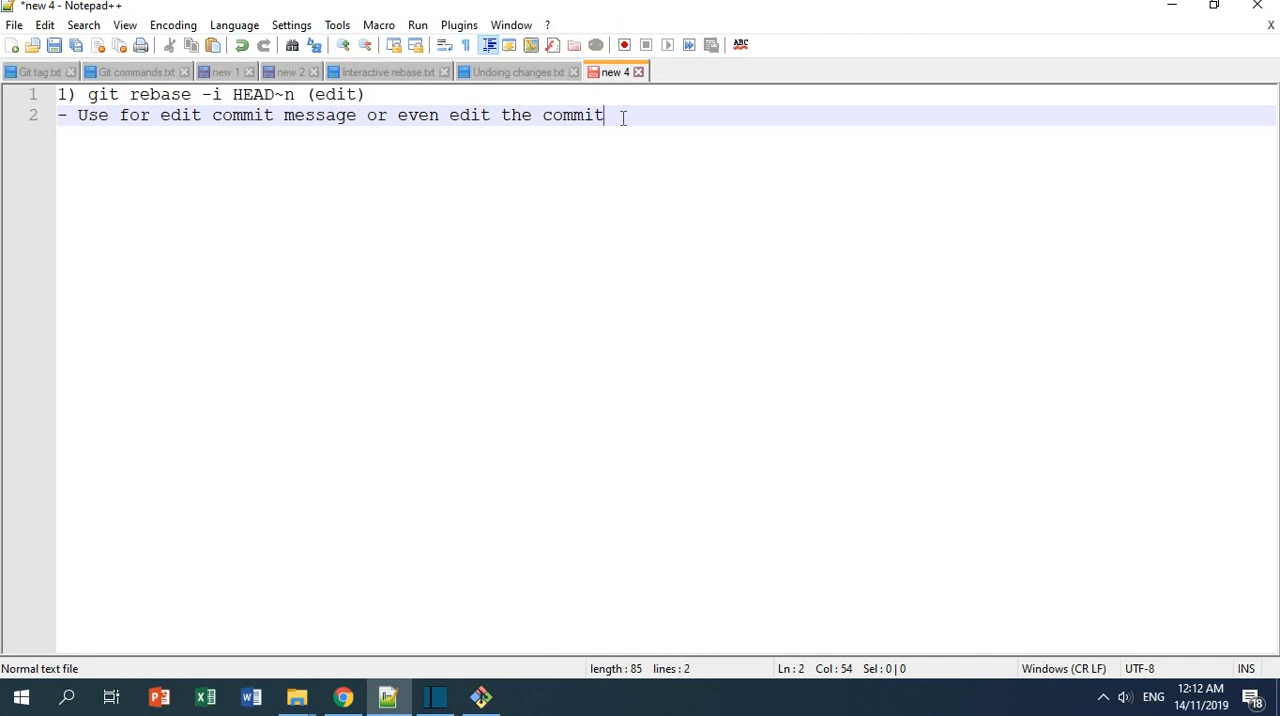 *new 4 - Notepad++
File Edit Search View Encoding Language Settings Tools Macro Run Plugins Window ? X
Git tag.txt Git commands.txt new 1 new 2 Interactive rebase.txt Undoing changes.txt new 4
1 1) git rebase -i HEAD~n (edit)
2 - Use for edit commit message or even edit the commit
Normal text file length : 85 lines : 2 Ln : 2 Col : 54 Sel : 0 | 0 Windows (CR LF) UTF-8 INS
ENG 12:12 AM
14/11/2019 18